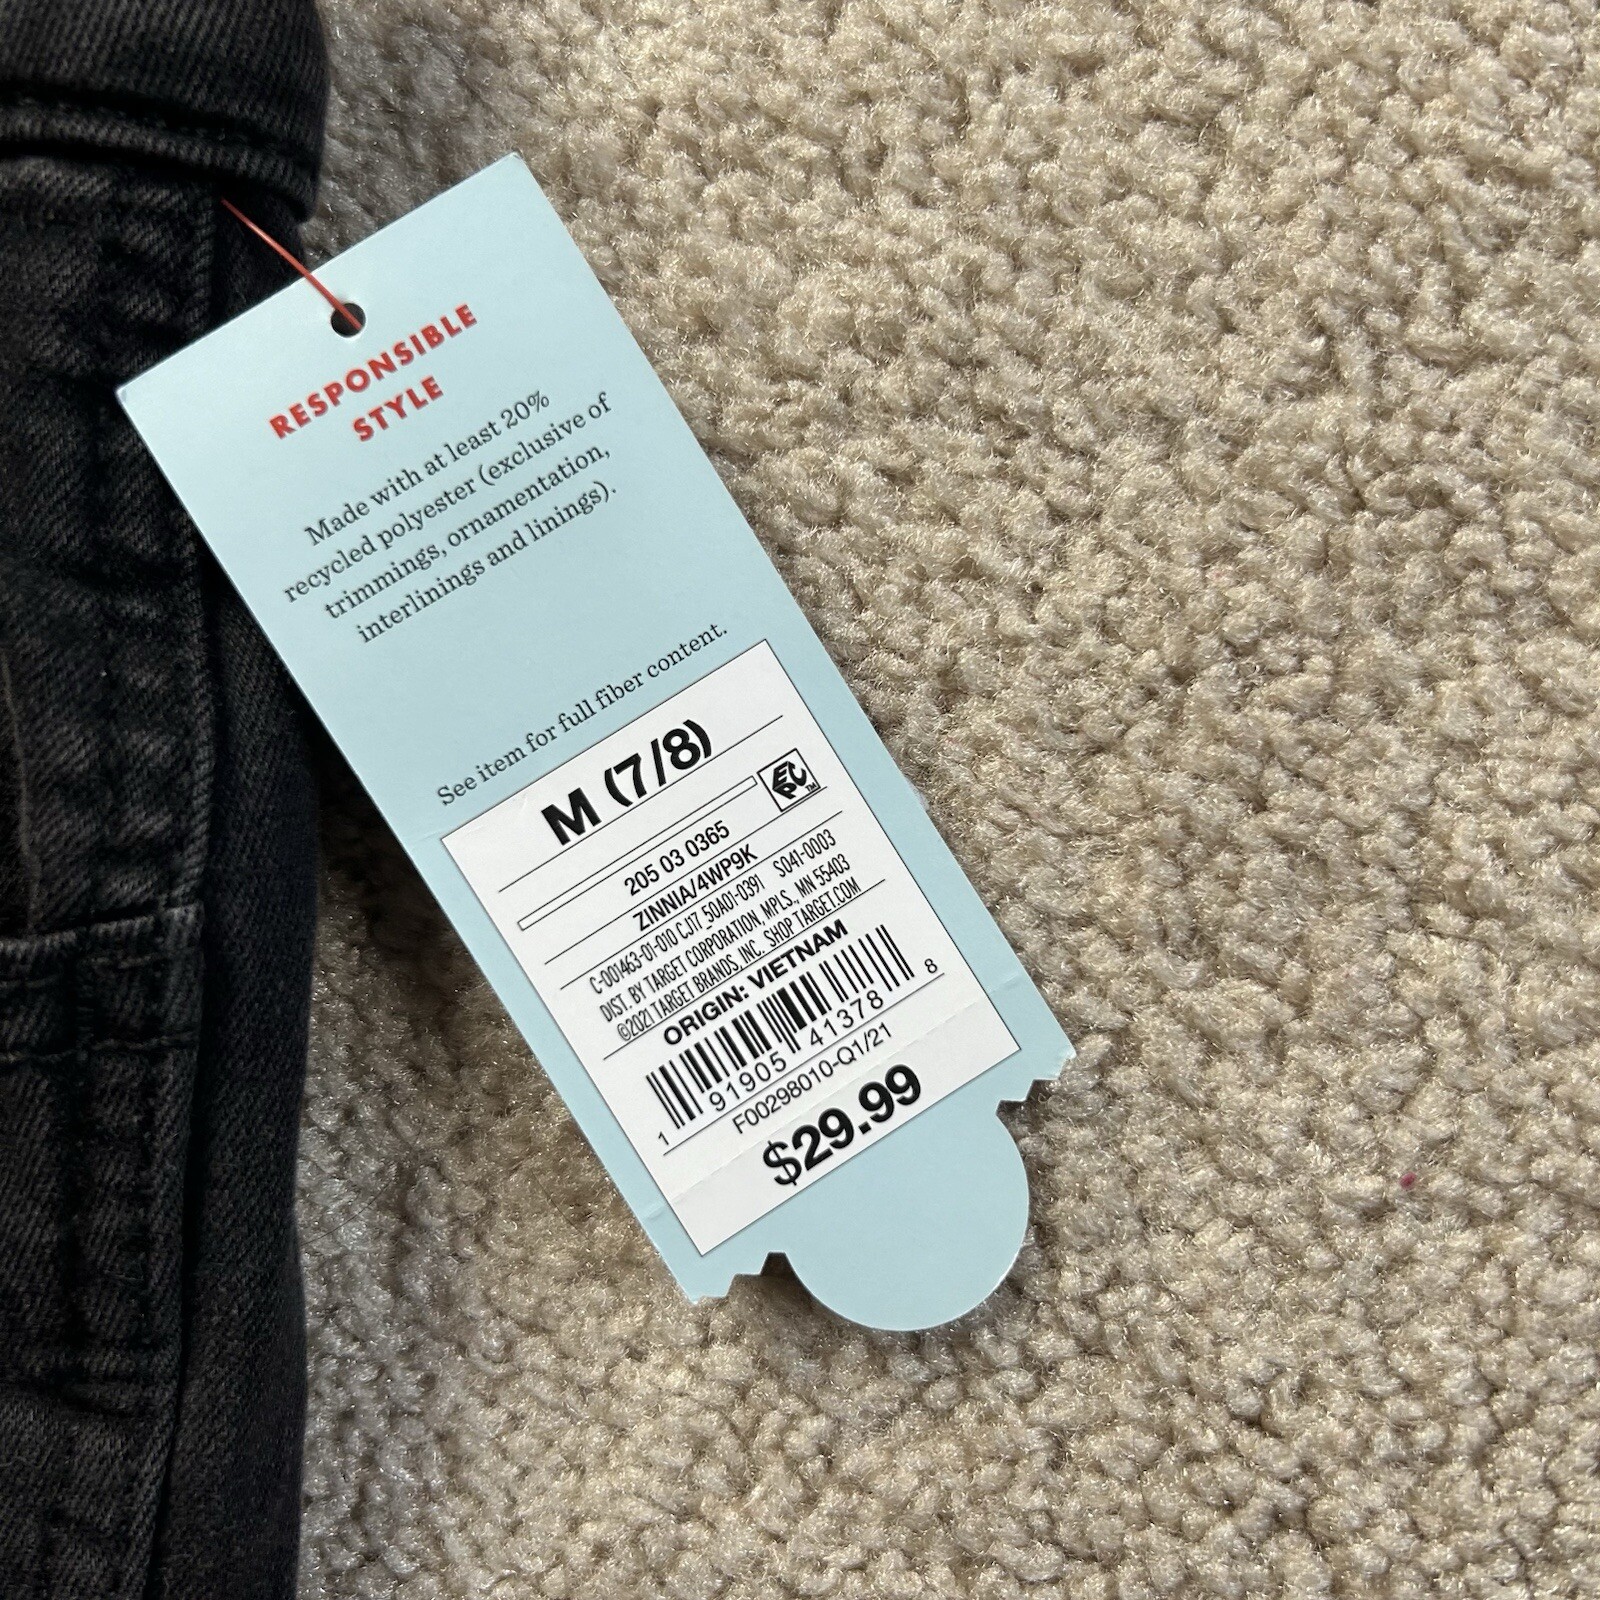 RESPONSIBLE
STYLE
Made with at least 20%
recycled polyester (exclusive of
trimmings, ornamentation,
interlinings and linings).
See item for full fiber content.
M (7/8)
EPC™
205 03 0365
ZINNIA/4WP9K
C-001463-01-010 CJ17_50A01-0391 S041-0003
DIST. BY TARGET CORPORATION, MPLS., MN 55403
©2021 TARGET BRANDS, INC. SHOP TARGET.COM
ORIGIN: VIETNAM
1 91905 41378 8
F00298010-Q1/21
$29.99